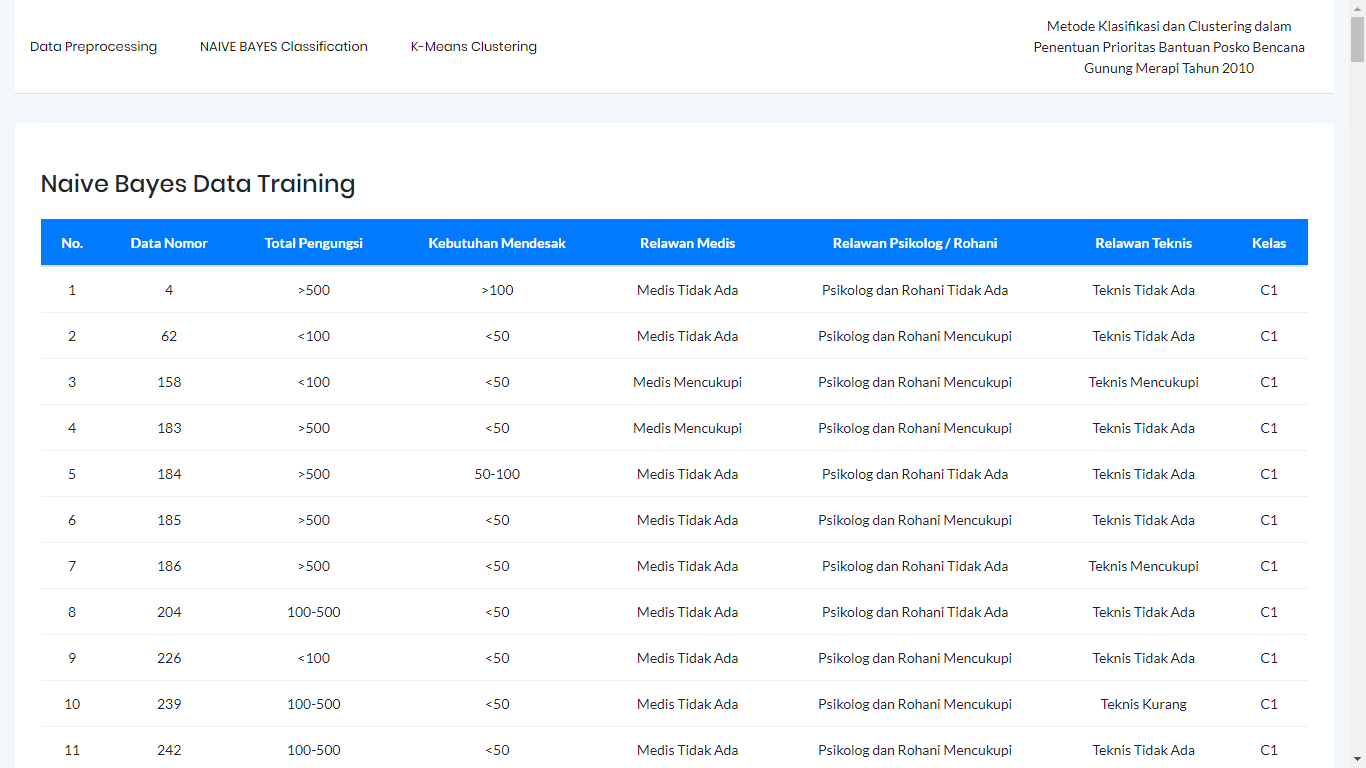 Data Preprocessing NAIVE BAYES Classification K-Means Clustering
Metode Klasifikasi dan Clustering dalam
Penentuan Prioritas Bantuan Posko Bencana
Gunung Merapi Tahun 2010
Naive Bayes Data Training
No. Data Nomor Total Pengungsi Kebutuhan Mendesak Relawan Medis Relawan Psikolog / Rohani Relawan Teknis Kelas
1 4 >500 >100 Medis Tidak Ada Psikolog dan Rohani Tidak Ada Teknis Tidak Ada C1
2 62 <100 <50 Medis Tidak Ada Psikolog dan Rohani Mencukupi Teknis Tidak Ada C1
3 158 <100 <50 Medis Mencukupi Psikolog dan Rohani Mencukupi Teknis Mencukupi C1
4 183 >500 <50 Medis Mencukupi Psikolog dan Rohani Mencukupi Teknis Tidak Ada C1
5 184 >500 50-100 Medis Tidak Ada Psikolog dan Rohani Tidak Ada Teknis Tidak Ada C1
6 185 >500 <50 Medis Tidak Ada Psikolog dan Rohani Mencukupi Teknis Tidak Ada C1
7 186 >500 <50 Medis Tidak Ada Psikolog dan Rohani Tidak Ada Teknis Mencukupi C1
8 204 100-500 <50 Medis Tidak Ada Psikolog dan Rohani Tidak Ada Teknis Tidak Ada C1
9 226 <100 <50 Medis Tidak Ada Psikolog dan Rohani Mencukupi Teknis Tidak Ada C1
10 239 100-500 <50 Medis Tidak Ada Psikolog dan Rohani Mencukupi Teknis Kurang C1
11 242 100-500 <50 Medis Tidak Ada Psikolog dan Rohani Mencukupi Teknis Tidak Ada C1